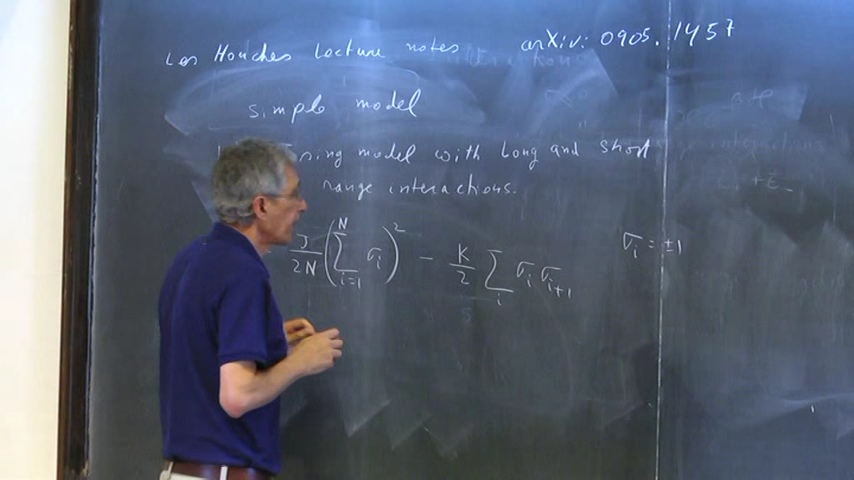 Les Houches Lecture notes arXiv: 0905.1457
simple model
Ising model with long and short
range interactions.
J/2N (∑_{i=1}^{N} σ_i)^2 - K/2 ∑_i σ_i σ_{i+1} σ_i = ±1